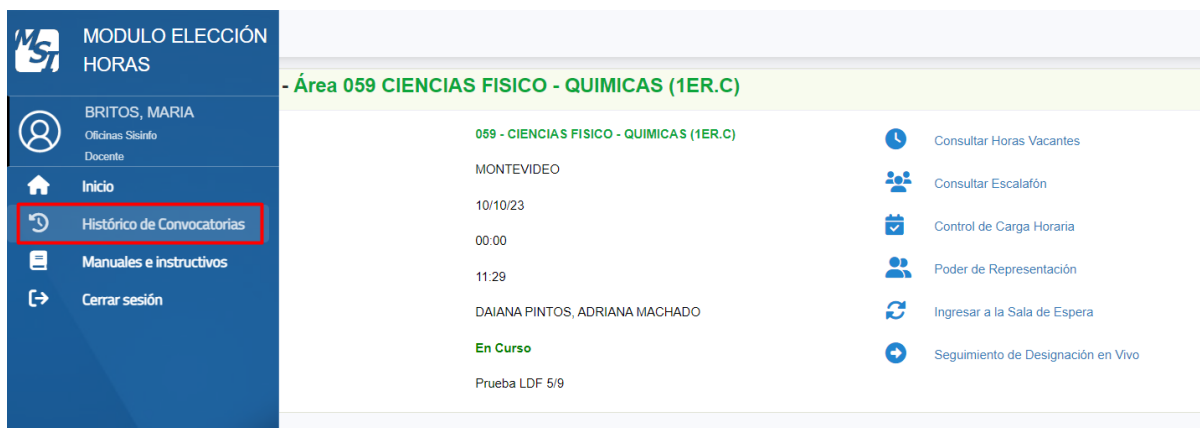 MST
MODULO ELECCIÓN
HORAS
BRITOS, MARIA
Oficinas Sisinfo
Docente
Inicio
Histórico de Convocatorias
Manuales e instructivos
Cerrar sesión
- Área 059 CIENCIAS FISICO - QUIMICAS (1ER.C)
059 - CIENCIAS FISICO - QUIMICAS (1ER.C)
MONTEVIDEO
10/10/23
00:00
11:29
DAIANA PINTOS, ADRIANA MACHADO
En Curso
Prueba LDF 5/9
Consultar Horas Vacantes
Consultar Escalafón
Control de Carga Horaria
Poder de Representación
Ingresar a la Sala de Espera
Seguimiento de Designación en Vivo